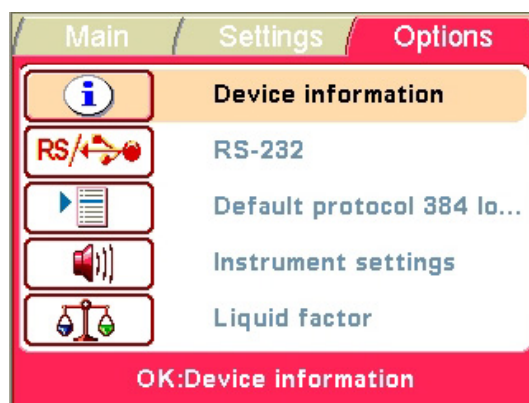 Main Settings Options
i Device information
RS/ RS-232
Default protocol 384 lo...
Instrument settings
Liquid factor
OK:Device information